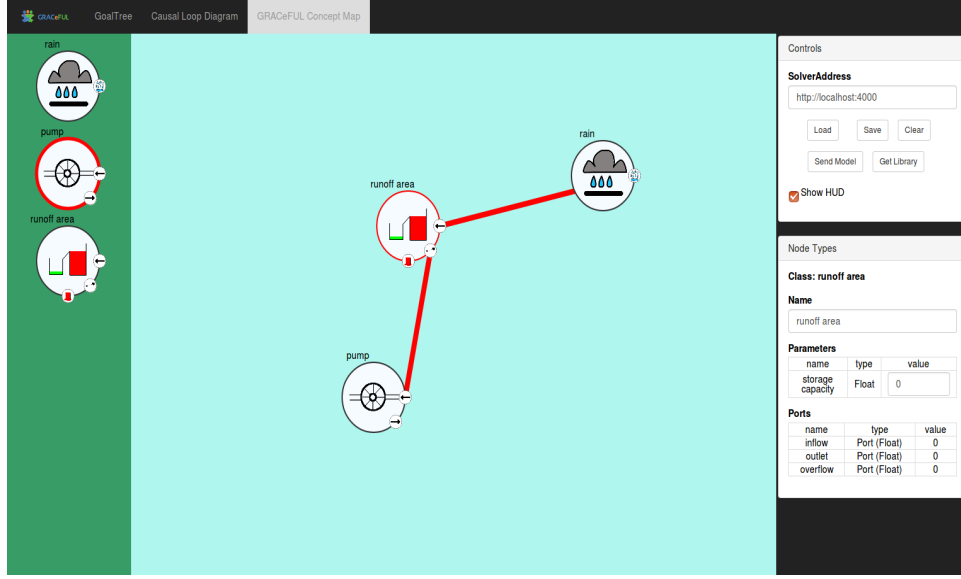 GRACeFUL GoalTree Causal Loop Diagram GRACeFUL Concept Map
rain
pump
runoff area
rain
runoff area
pump
Controls
SolverAddress
http://localhost:4000
Load Save Clear
Send Model Get Library
Show HUD
Node Types
Class: runoff area
Name
runoff area
Parameters
name type value
storage capacity Float 0
Ports
name type value
inflow Port (Float) 0
outlet Port (Float) 0
overflow Port (Float) 0